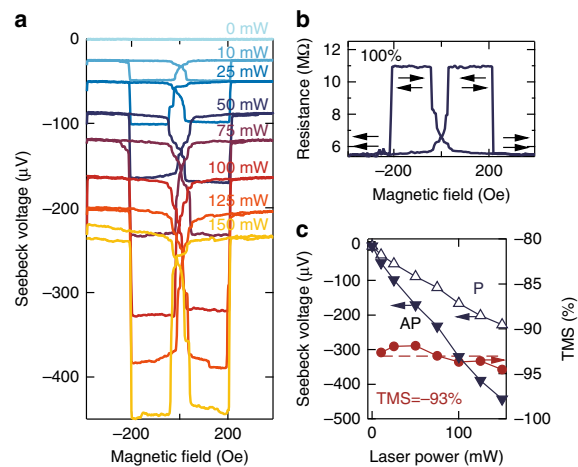 a
0 mW
10 mW
25 mW
50 mW
75 mW
100 mW
125 mW
150 mW
0
−100
−200
−300
−400
Seebeck voltage (µV)
−200 0 200
Magnetic field (Oe)
b
100%
12
10
8
6
Resistance (MΩ)
−200 0 200
Magnetic field (Oe)
c
0
−100
−200
−300
−400
−500
Seebeck voltage (µV)
P
AP
TMS=−93%
−80
−85
−90
−95
−100
TMS (%)
0 100
Laser power (mW)